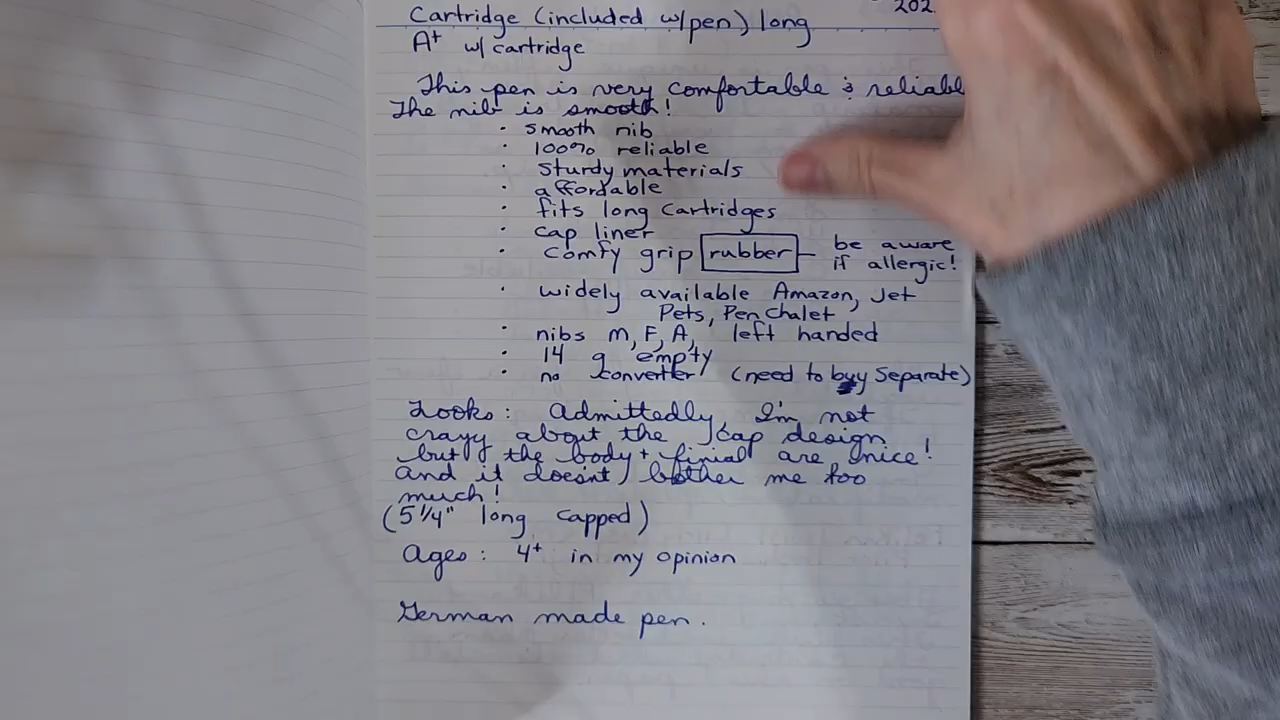 202
Cartridge (included w/pen) long
A+ w/ cartridge
This pen is very comfortable & reliabl
The nib is smooth!
· smooth nib
· 100% reliable
· sturdy materials
· affordable
· fits long cartridges
· cap liner
· comfy grip rubber – be aware
if allergic!
· widely available Amazon, Jet
Pets, Pen Chalet
· nibs M, F, A, left handed
· 14 g empty
· no converter (need to buy separate)
Looks: Admittedly, I'm not
crazy about the cap design
but the body + finial are nice!
and it doesn't bother me too
much!
(5 1/4" long capped)
Ages: 4+ in my opinion
German made pen.